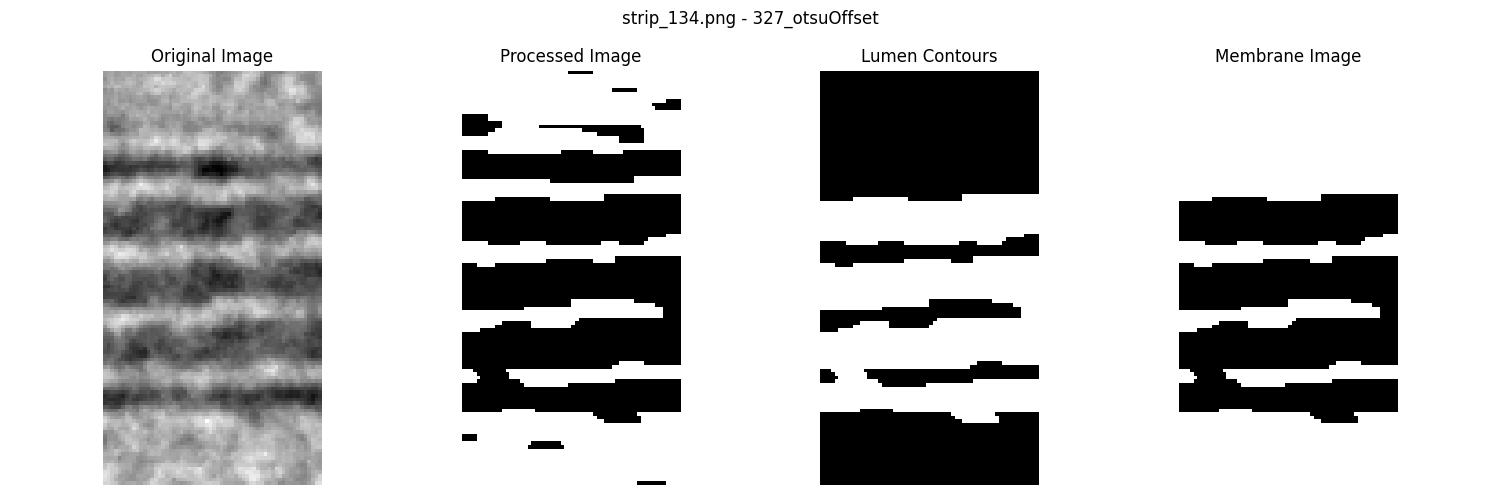 strip_134.png - 327_otsuOffset
Original Image
Processed Image
Lumen Contours
Membrane Image